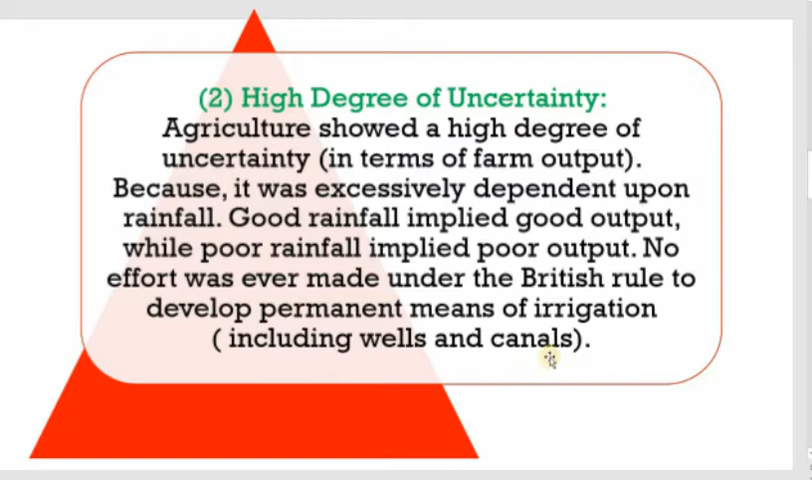 (2) High Degree of Uncertainty:
Agriculture showed a high degree of
uncertainty (in terms of farm output).
Because, it was excessively dependent upon
rainfall. Good rainfall implied good output,
while poor rainfall implied poor output. No
effort was ever made under the British rule to
develop permanent means of irrigation
( including wells and canals).